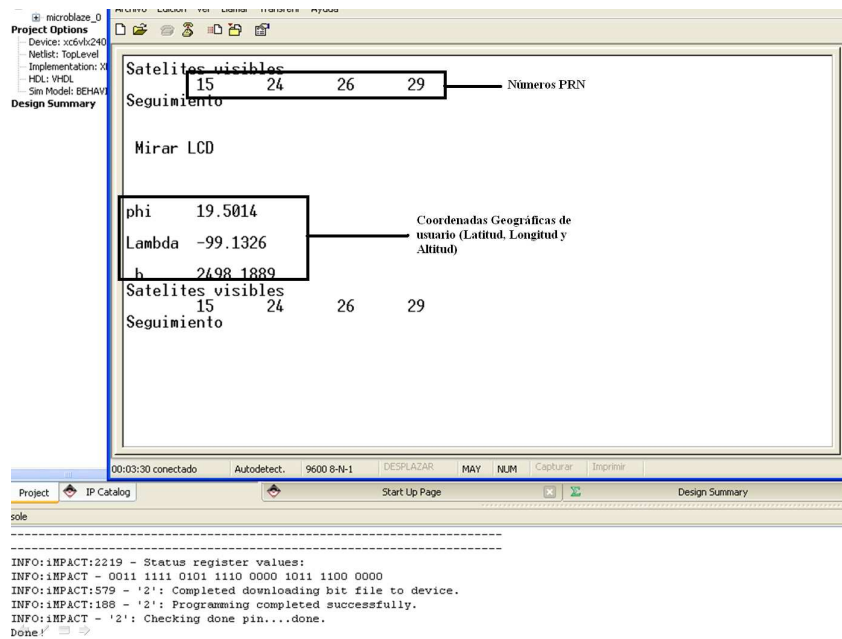 microblaze_0
Archivo Edición Ver Llamar Transferir Ayuda
Project Options
Device: xc6vlx240
Netlist: TopLevel
Implementation: XI
HDL: VHDL
Sim Model: BEHAVI
Design Summary
Satelites visibles
15 24 26 29
Números PRN
Seguimiento
Mirar LCD
phi 19.5014
Coordenadas Geográficas de
usuario (Latitud, Longitud y
Altitud)
Lambda -99.1326
h 2498.1889
Satelites visibles
15 24 26 29
Seguimiento
00:03:30 conectado Autodetect. 9600 8-N-1 DESPLAZAR MAY NUM Capturar Imprimir
Project IP Catalog Start Up Page Design Summary
sole
------------------------------------------------------------------------
------------------------------------------------------------------------
INFO:iMPACT:2219 - Status register values:
INFO:iMPACT - 0011 1111 0101 1110 0000 1011 1100 0000
INFO:iMPACT:579 - '2': Completed downloading bit file to device.
INFO:iMPACT:188 - '2': Programming completed successfully.
INFO:iMPACT - '2': Checking done pin....done.
Done!